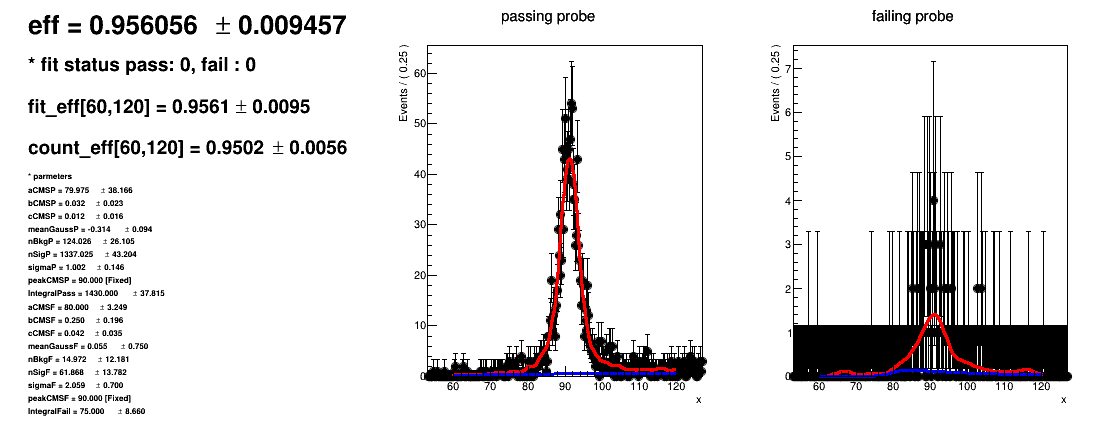 eff = 0.956056 ± 0.009457
* fit status pass: 0, fail : 0
fit_eff[60,120] = 0.9561 ± 0.0095
count_eff[60,120] = 0.9502 ± 0.0056
* parmeters
aCMSP = 79.975 ± 38.166
bCMSP = 0.032 ± 0.023
cCMSP = 0.012 ± 0.016
meanGaussP = -0.314 ± 0.094
nBkgP = 124.026 ± 26.105
nSigP = 1337.025 ± 43.204
sigmaP = 1.002 ± 0.146
peakCMSP = 90.000 [Fixed]
IntegralPass = 1430.000 ± 37.815
aCMSF = 80.000 ± 3.249
bCMSF = 0.250 ± 0.196
cCMSF = 0.042 ± 0.035
meanGaussF = 0.055 ± 0.750
nBkgF = 14.972 ± 12.181
nSigF = 61.868 ± 13.782
sigmaF = 2.059 ± 0.700
peakCMSF = 90.000 [Fixed]
IntegralFail = 75.000 ± 8.660
passing probe
Events / ( 0.25 )
60
50
40
30
20
10
0
60 70 80 90 100 110 120
x
failing probe
Events / ( 0.25 )
7
6
5
4
3
2
1
0
60 70 80 90 100 110 120
x